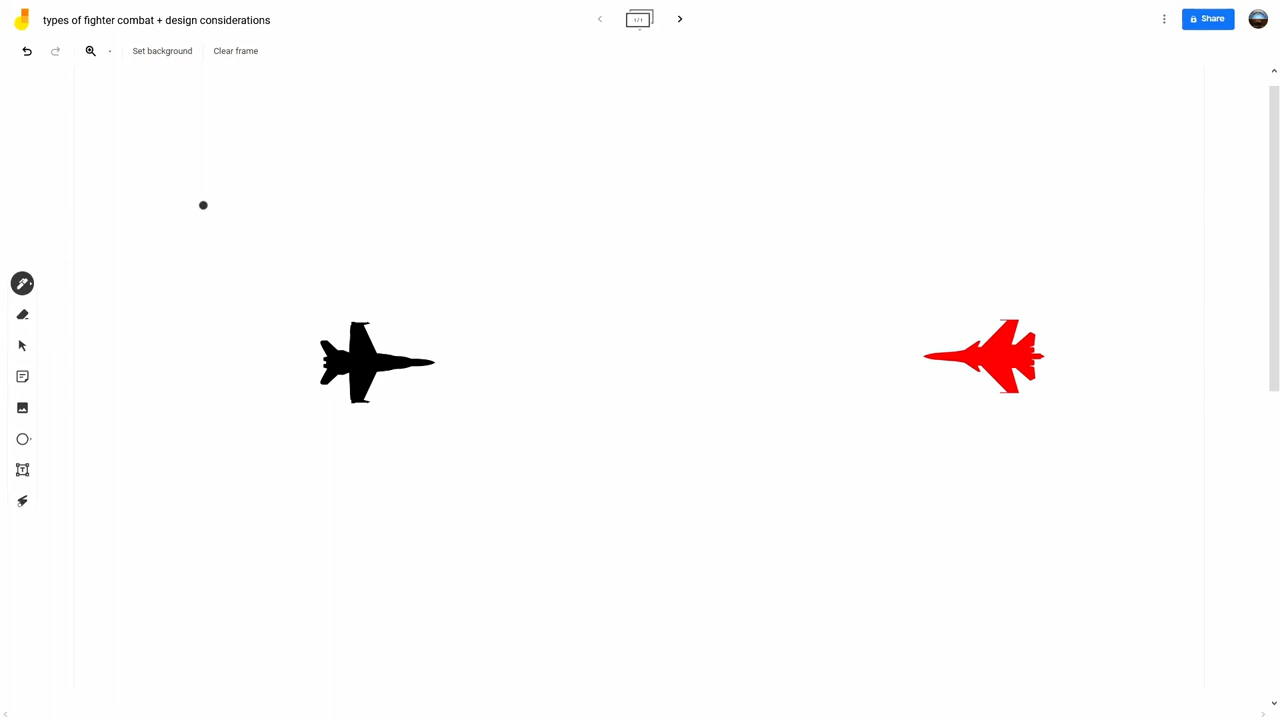 types of fighter combat + design considerations
1 / 1
Share
Set background
Clear frame